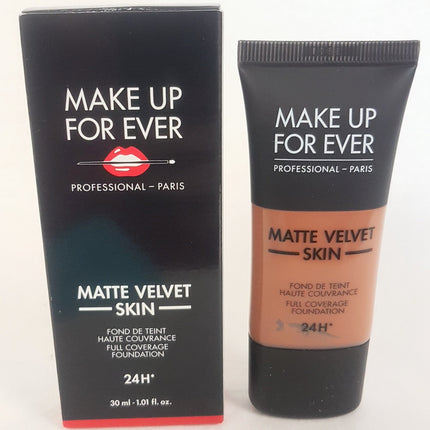 MAKE UP
FOR EVER
PROFESSIONAL – PARIS
MATTE VELVET
SKIN
FOND DE TEINT
HAUTE COUVRANCE
FULL COVERAGE
FOUNDATION
24H*
30 ml - 1.01 fl. oz.
MAKE UP
FOR EVER
PROFESSIONAL – PARIS
MATTE VELVET
SKIN
FOND DE TEINT
HAUTE COUVRANCE
FULL COVERAGE
FOUNDATION
24H*